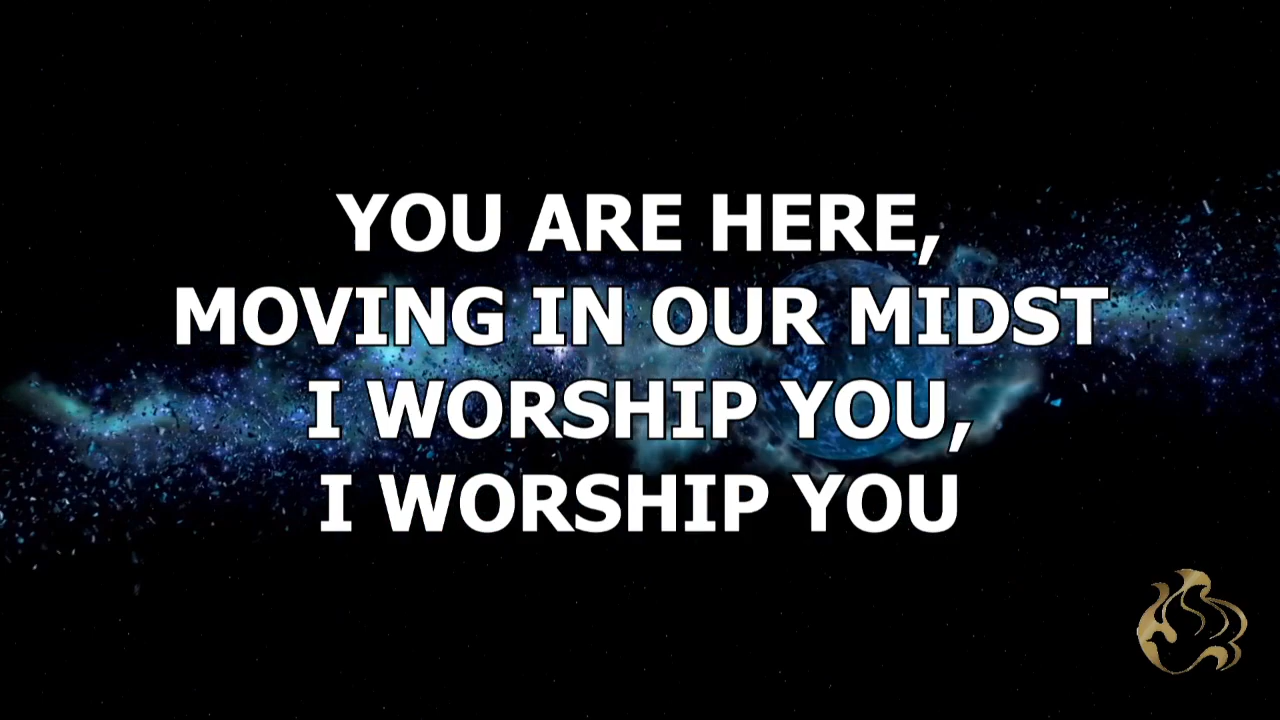 YOU ARE HERE,
MOVING IN OUR MIDST
I WORSHIP YOU,
I WORSHIP YOU